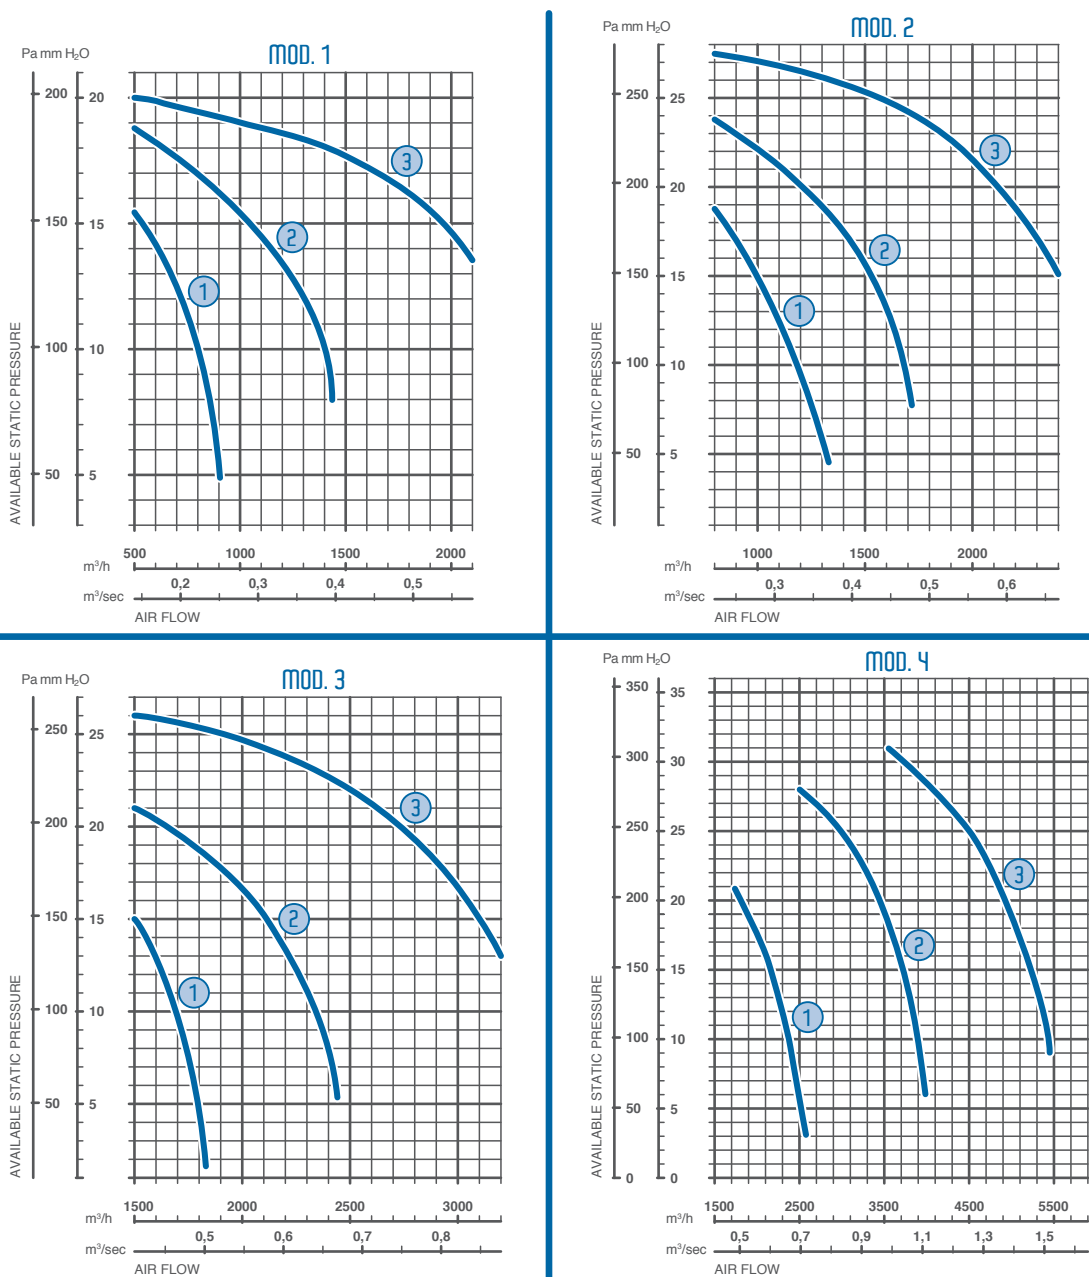 MOD. 1
Pa mm H₂O
200
150
100
50
20
15
10
5
AVAILABLE STATIC PRESSURE
1
2
3
500 1000 1500 2000
m³/h
0,2 0,3 0,4 0,5
m³/sec
AIR FLOW
MOD. 2
Pa mm H₂O
250
200
150
100
50
25
20
15
10
5
AVAILABLE STATIC PRESSURE
1
2
3
1000 1500 2000
m³/h
0,3 0,4 0,5 0,6
m³/sec
AIR FLOW
MOD. 3
Pa mm H₂O
250
200
150
100
50
25
20
15
10
5
AVAILABLE STATIC PRESSURE
1
2
3
1500 2000 2500 3000
m³/h
0,5 0,6 0,7 0,8
m³/sec
AIR FLOW
MOD. 4
Pa mm H₂O
350
300
250
200
150
100
50
0
35
30
25
20
15
10
5
0
AVAILABLE STATIC PRESSURE
1
2
3
1500 2500 3500 4500 5500
m³/h
0,5 0,7 0,9 1,1 1,3 1,5
m³/sec
AIR FLOW